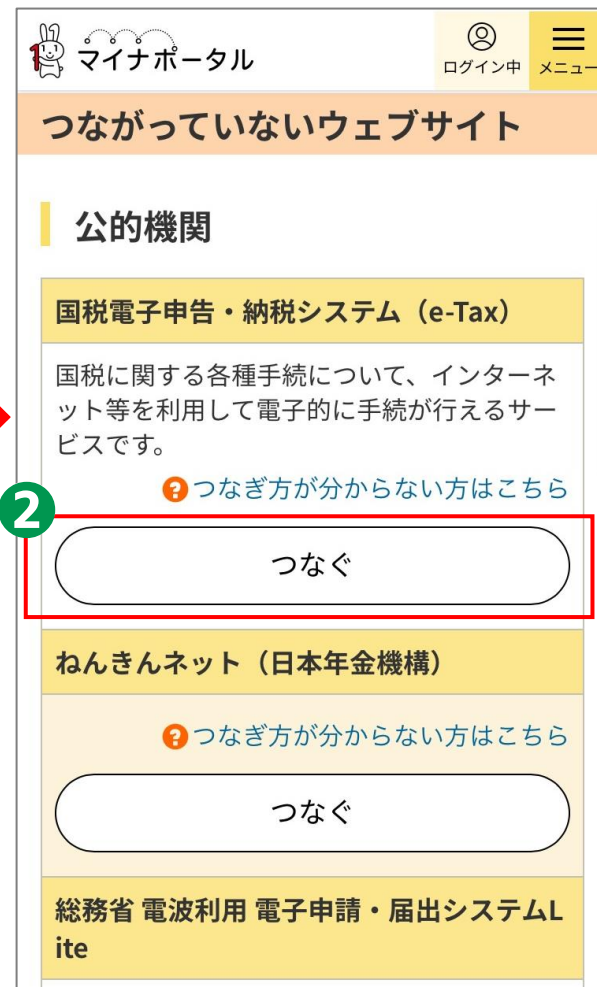 マイナポータル
ログイン中
メニュー
つながっていないウェブサイト
公的機関
国税電子申告・納税システム（e-Tax）
国税に関する各種手続について、インターネ
ット等を利用して電子的に手続が行えるサー
ビスです。
?つなぎ方が分からない方はこちら
2
つなぐ
ねんきんネット（日本年金機構）
?つなぎ方が分からない方はこちら
つなぐ
総務省 電波利用 電子申請・届出システムL
ite